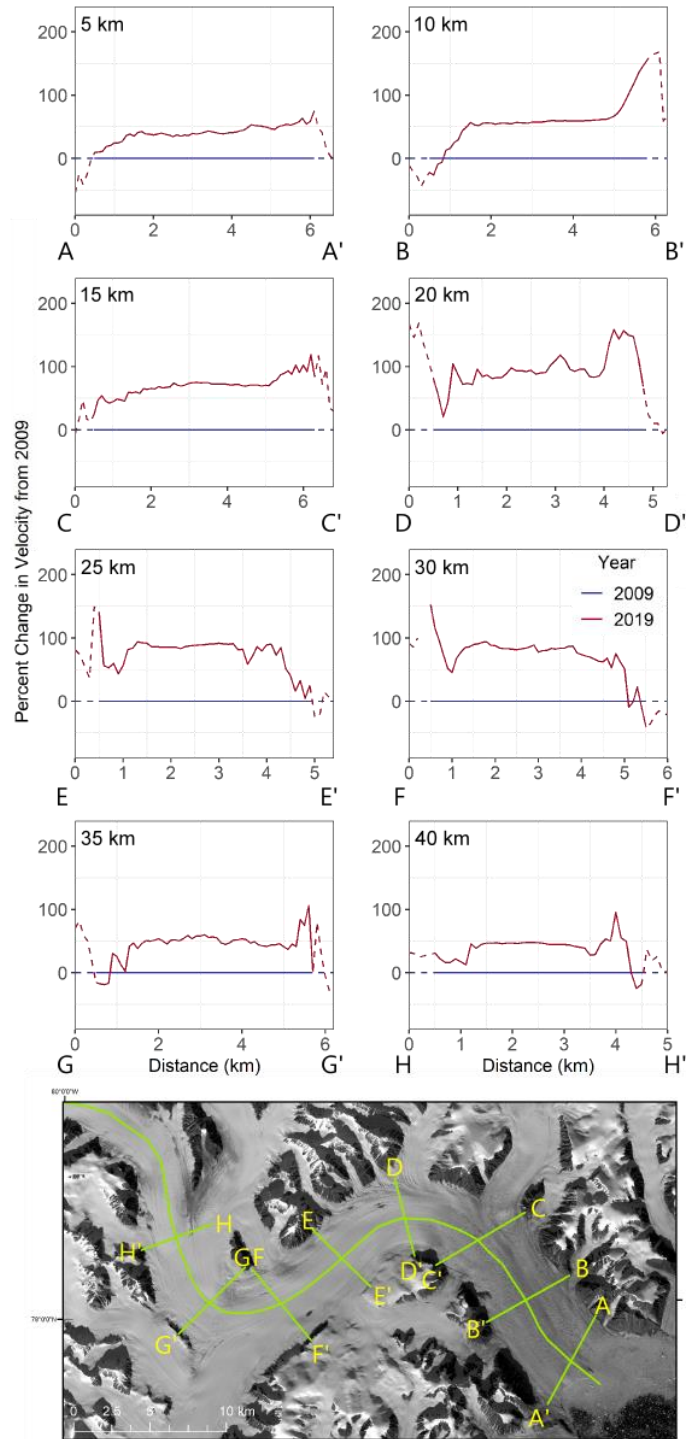 5 km
10 km
200
100
0
200
100
0
0 2 4 6
0 2 4 6
A A' B B'
15 km
20 km
200
100
0
200
100
0
0 2 4 6
0 1 2 3 4 5
C C' D D'
Percent Change in Velocity from 2009
25 km
30 km
200
100
0
200
100
0
Year
2009
2019
0 1 2 3 4 5
0 1 2 3 4 5 6
E E' F F'
35 km
40 km
200
100
0
200
100
0
0 2 4 6
0 1 2 3 4 5
G Distance (km) G' H Distance (km) H'
D
H
E
C
H'
G F
D' C'
B
E'
A
G'
F'
B'
A'
0 2.5 5 10 km